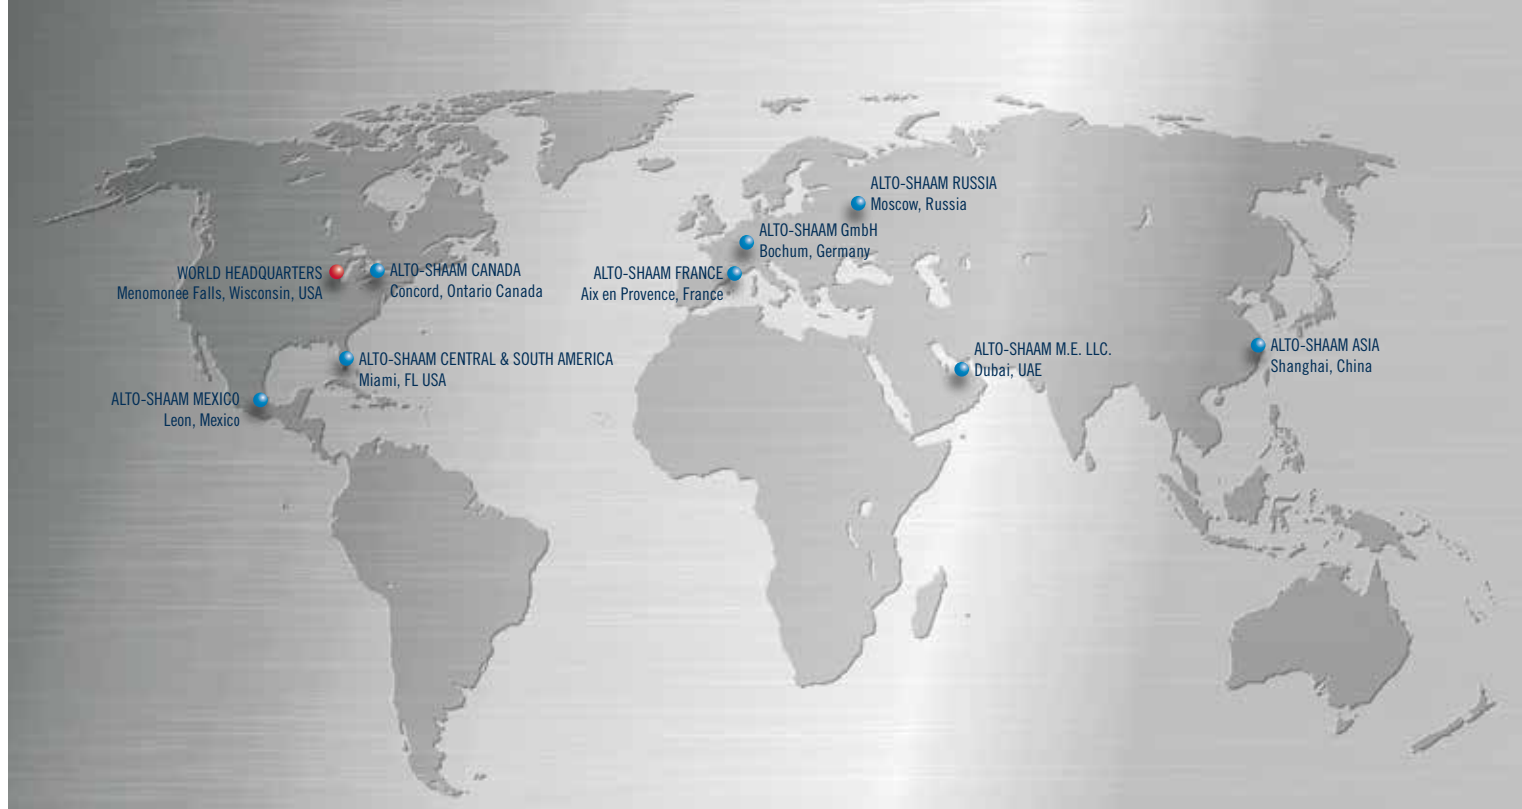 ALTO-SHAAM RUSSIA
Moscow, Russia
ALTO-SHAAM GmbH
Bochum, Germany
WORLD HEADQUARTERS
Menomonee Falls, Wisconsin, USA
ALTO-SHAAM CANADA
Concord, Ontario Canada
ALTO-SHAAM FRANCE
Aix en Provence, France
ALTO-SHAAM CENTRAL & SOUTH AMERICA
Miami, FL USA
ALTO-SHAAM M.E. LLC.
Dubai, UAE
ALTO-SHAAM ASIA
Shanghai, China
ALTO-SHAAM MEXICO
Leon, Mexico